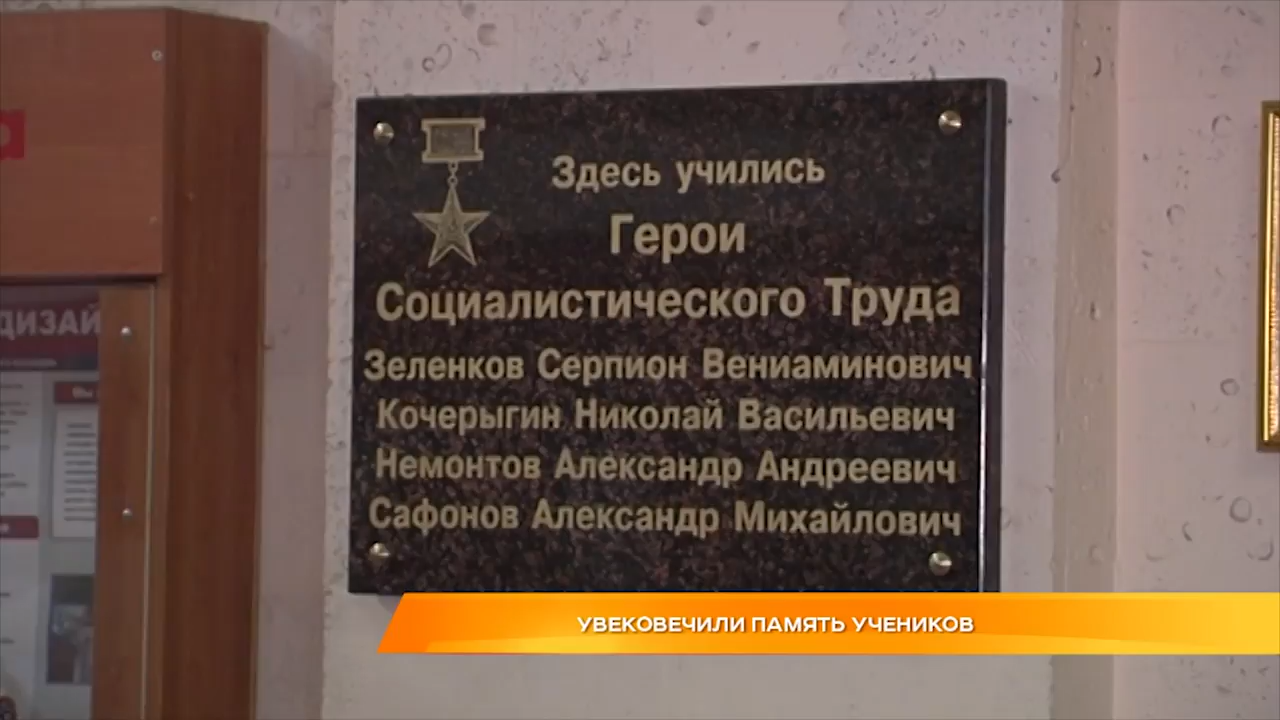 Здесь учились
Герои
Социалистического Труда
Зеленков Серпион Вениаминович
Кочерыгин Николай Васильевич
Немонтов Александр Андреевич
Сафонов Александр Михайлович
УВЕКОВЕЧИЛИ ПАМЯТЬ УЧЕНИКОВ
ДИЗАЙ